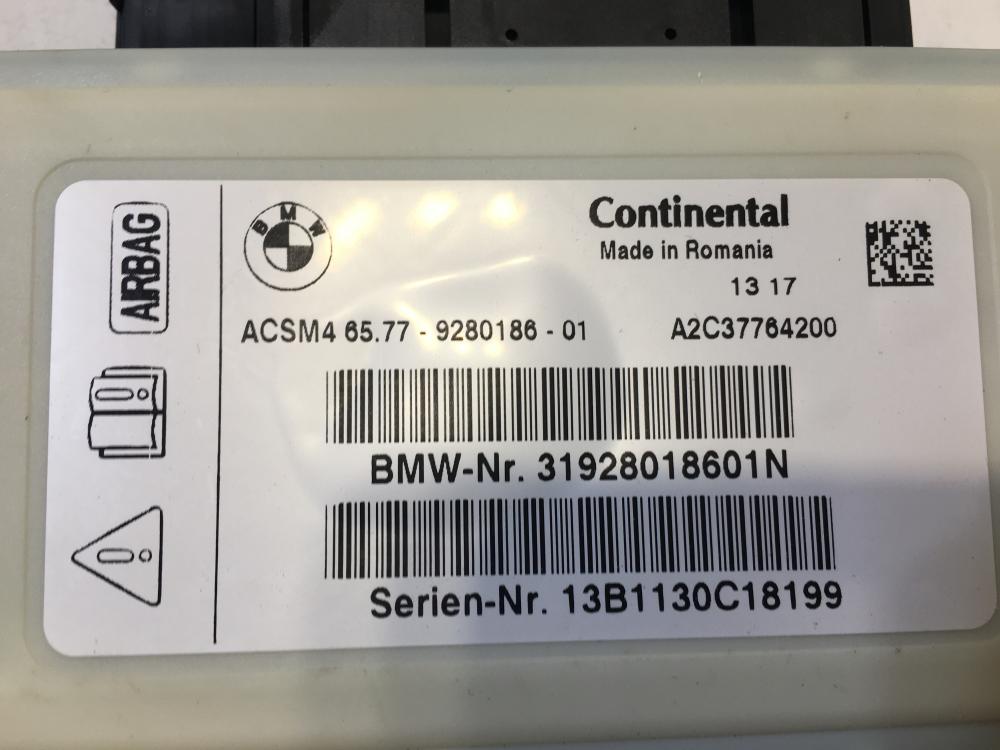 AIRBAG
BMW
Continental
Made in Romania
13 17
ACSM4 65.77 - 9280186 - 01 A2C37764200
BMW-Nr. 31928018601N
Serien-Nr. 13B1130C18199